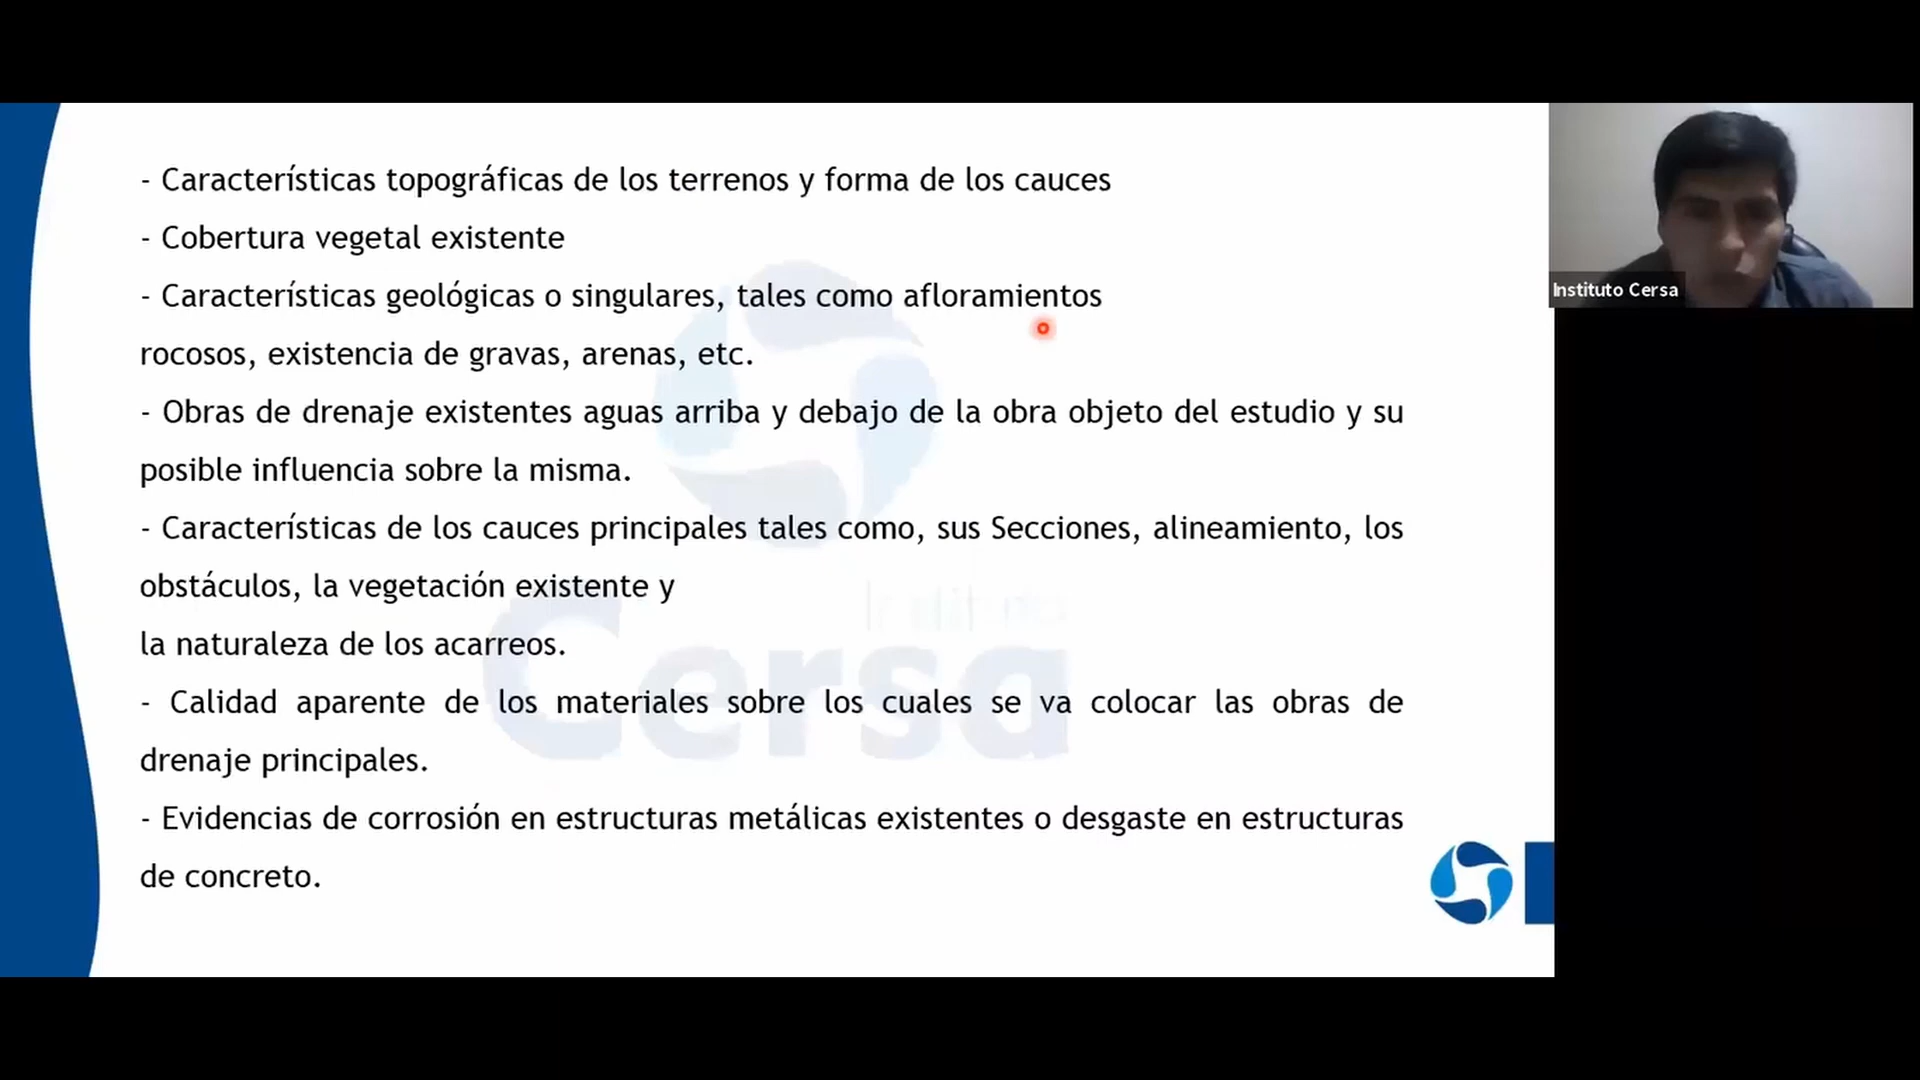 - Características topográficas de los terrenos y forma de los cauces
- Cobertura vegetal existente
- Características geológicas o singulares, tales como afloramientos
rocosos, existencia de gravas, arenas, etc.
- Obras de drenaje existentes aguas arriba y debajo de la obra objeto del estudio y su
posible influencia sobre la misma.
- Características de los cauces principales tales como, sus Secciones, alineamiento, los
obstáculos, la vegetación existente y
la naturaleza de los acarreos.
- Calidad aparente de los materiales sobre los cuales se va colocar las obras de
drenaje principales.
- Evidencias de corrosión en estructuras metálicas existentes o desgaste en estructuras
de concreto.
Instituto
Cersa
Instituto Cersa